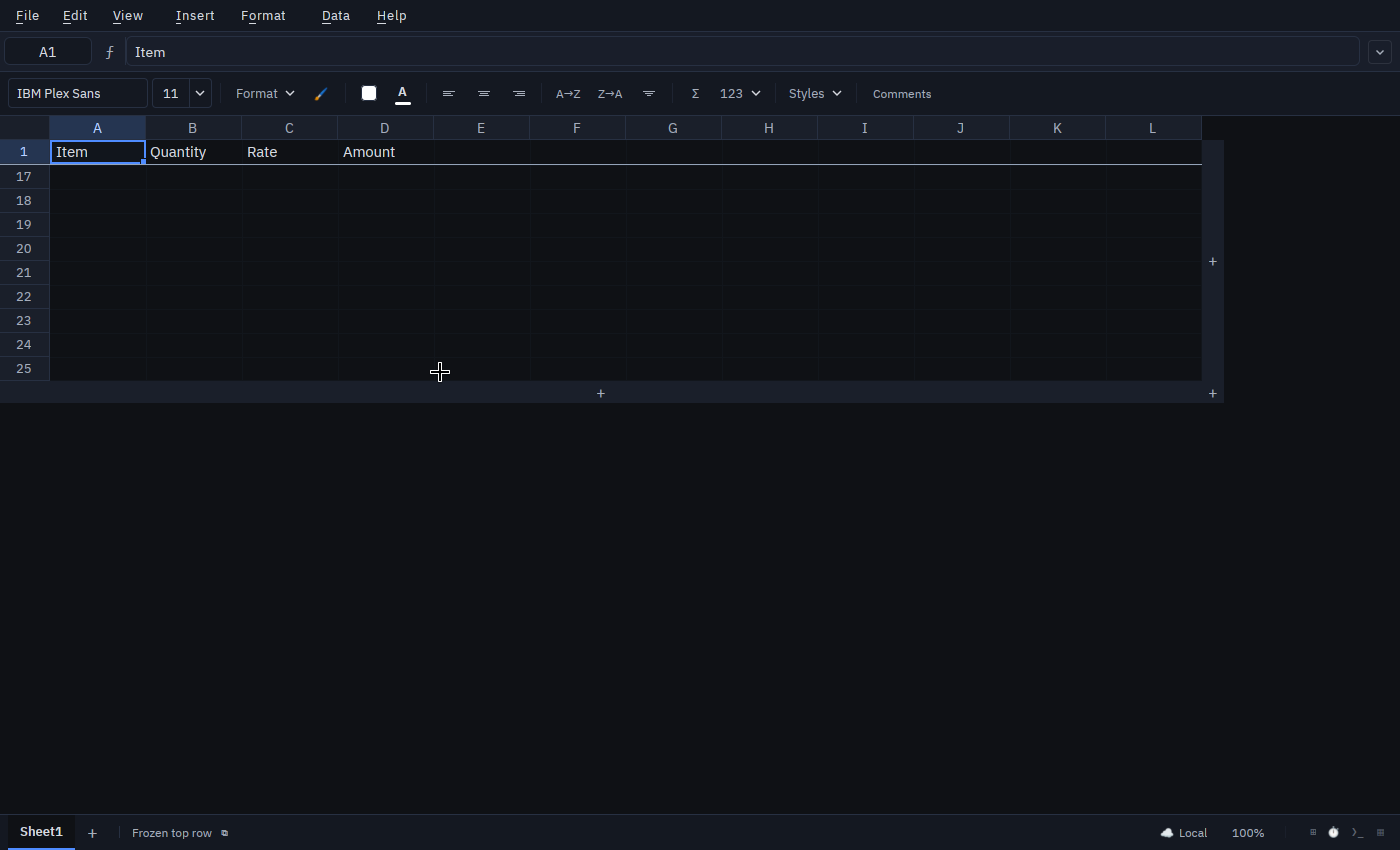 File Edit View Insert Format Data Help
A1 ƒ Item
IBM Plex Sans 11 Format A A→Z Z→A Σ 123 Styles Comments
A B C D E F G H I J K L
1 Item Quantity Rate Amount
17
18
19
20
21
22
23
24
25
+
+ +
Sheet1 + Frozen top row Local 100%